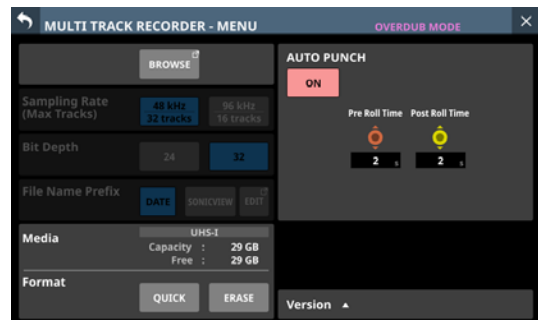 MULTI TRACK RECORDER - MENU
OVERDUB MODE
BROWSE
AUTO PUNCH
ON
Pre Roll Time
Post Roll Time
2 s
2 s
Sampling Rate
(Max Tracks)
48 kHz
32 tracks
96 kHz
16 tracks
Bit Depth
24
32
File Name Prefix
DATE
SONICVIEW
EDIT
Media
UHS-I
Capacity : 29 GB
Free : 29 GB
Format
QUICK
ERASE
Version ▲